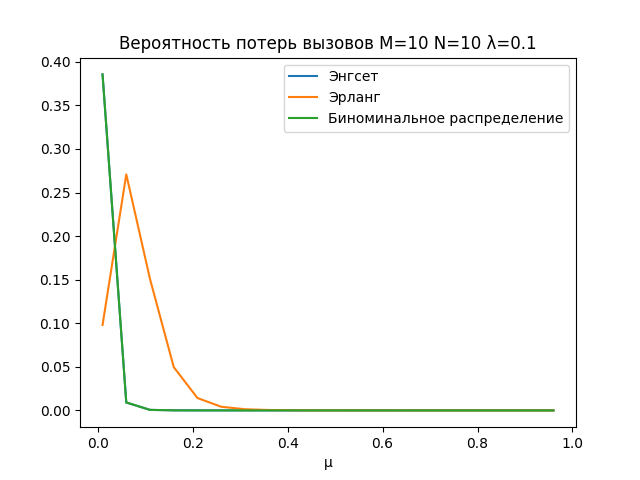 Вероятность потерь вызовов M=10 N=10 λ=0.1
Энгсет
Эрланг
Биноминальное распределение
0.40
0.35
0.30
0.25
0.20
0.15
0.10
0.05
0.00
0.0 0.2 0.4 0.6 0.8 1.0
μ